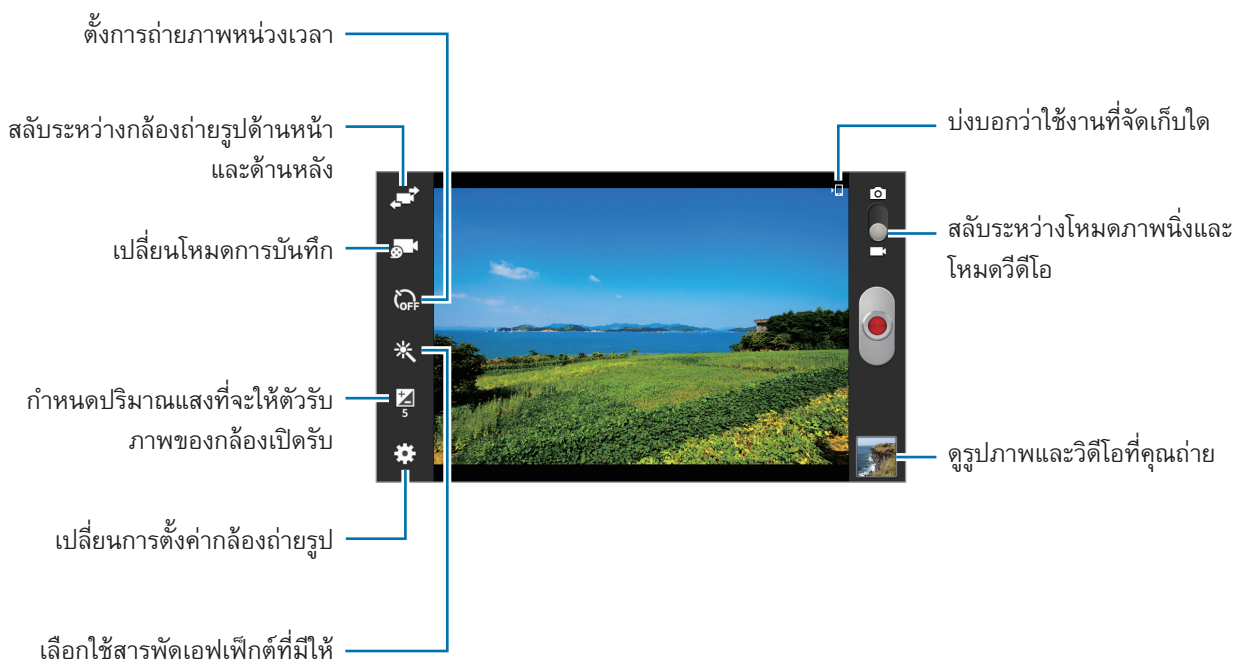 ตั้งการถ่ายภาพหน่วงเวลา
สลับระหว่างกล้องถ่ายรูปด้านหน้า
และด้านหลัง
เปลี่ยนโหมดการบันทึก
OFF
กำหนดปริมาณแสงที่จะให้ตัวรับ
ภาพของกล้องเปิดรับ
5
เปลี่ยนการตั้งค่ากล้องถ่ายรูป
เลือกใช้สารพัดเอฟเฟ็กต์ที่มีให้
บ่งบอกว่าใช้งานที่จัดเก็บใด
สลับระหว่างโหมดภาพนิ่งและ
โหมดวีดีโอ
ดูรูปภาพและวิดีโอที่คุณถ่าย